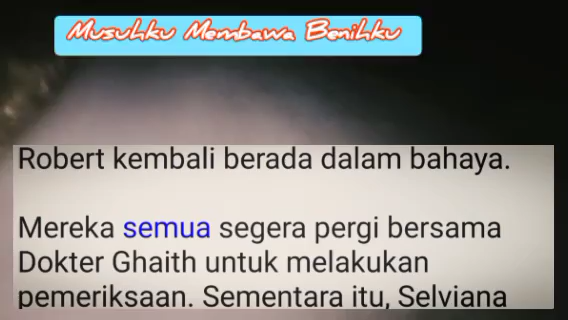 Musuhku Membawa Benihku
Robert kembali berada dalam bahaya.
Mereka semua segera pergi bersama
Dokter Ghaith untuk melakukan
pemeriksaan. Sementara itu, Selviana